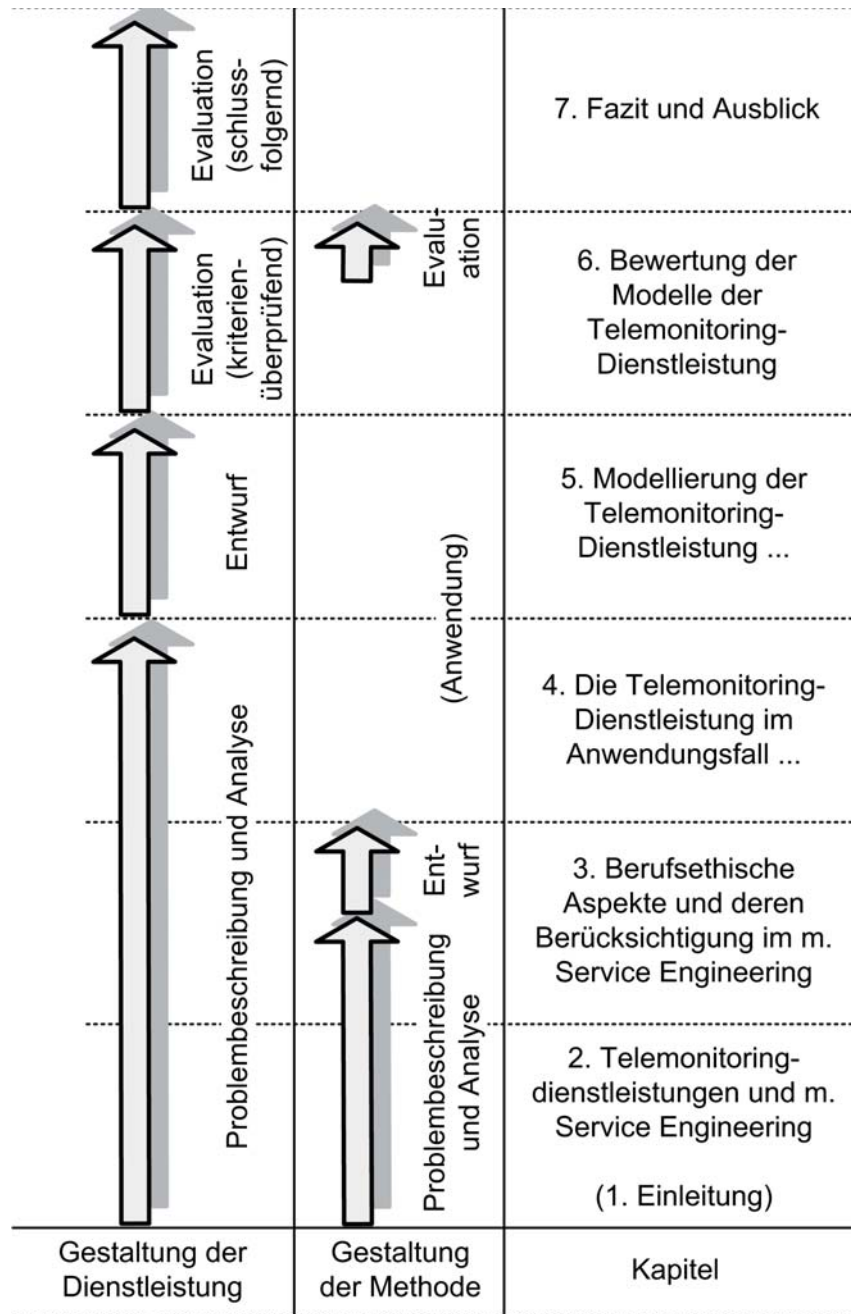 Evaluation
(schluss-
folgernd)
7. Fazit und Ausblick
Evaluation
(kriterien-
überprüfend)
Evalu-
ation
6. Bewertung der
Modelle der
Telemonitoring-
Dienstleistung
Entwurf
(Anwendung)
5. Modellierung der
Telemonitoring-
Dienstleistung ...
Problembeschreibung und Analyse
4. Die Telemonitoring-
Dienstleistung im
Anwendungsfall ...
Ent-
wurf
3. Berufsethische
Aspekte und deren
Berücksichtigung im m.
Service Engineering
Problembeschreibung
und Analyse
2. Telemonitoring-
dienstleistungen und m.
Service Engineering
(1. Einleitung)
Gestaltung der
Dienstleistung
Gestaltung
der Methode
Kapitel